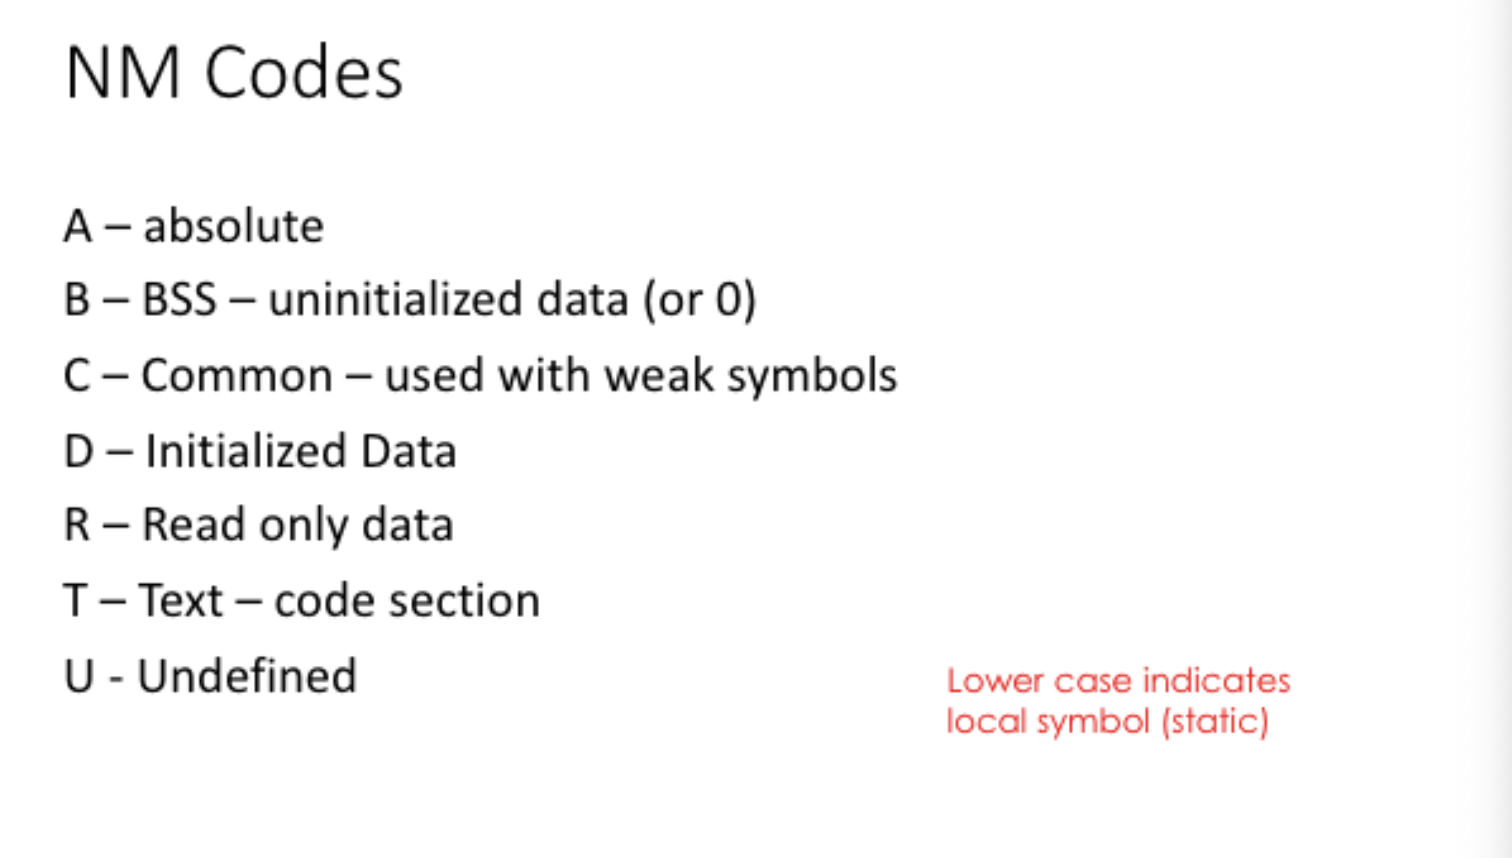 NM Codes
A – absolute
B – BSS – uninitialized data (or 0)
C – Common – used with weak symbols
D – Initialized Data
R – Read only data
T – Text – code section
U - Undefined
Lower case indicates
local symbol (static)